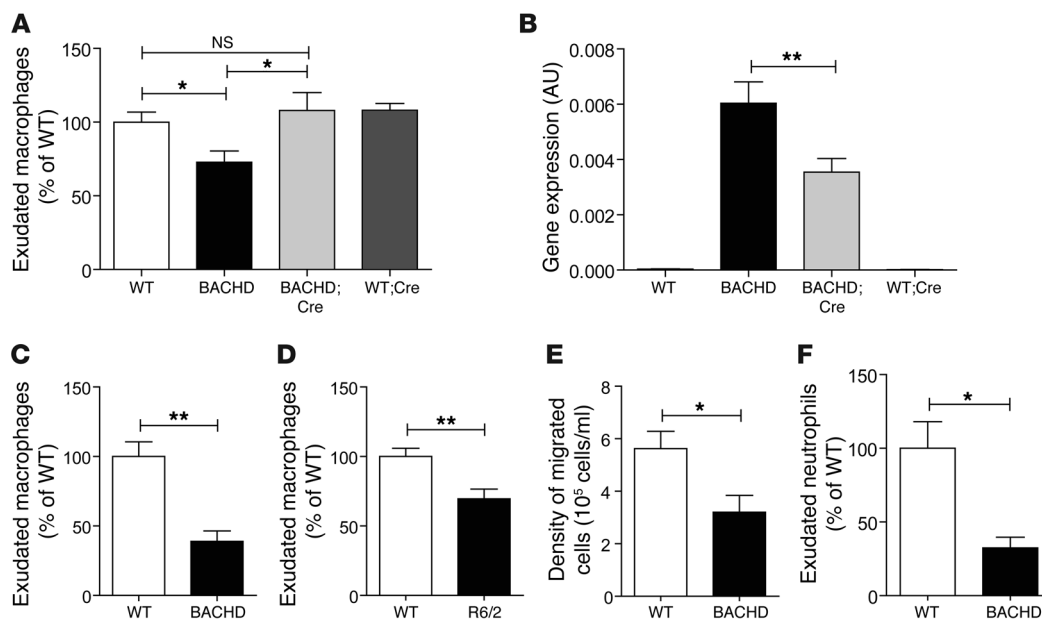 A
Exudated macrophages
(% of WT)
150
100
50
0
NS
*
*
WT
BACHD
BACHD;
Cre
WT;Cre
B
Gene expression (AU)
0.008
0.006
0.004
0.002
0.000
**
WT
BACHD
BACHD;
Cre
WT;Cre
C
Exudated macrophages
(% of WT)
150
100
50
0
**
WT
BACHD
D
Exudated macrophages
(% of WT)
150
100
50
0
**
WT
R6/2
E
Density of migrated
cells (10⁵ cells/ml)
8
6
4
2
0
*
WT
BACHD
F
Exudated neutrophils
(% of WT)
150
100
50
0
*
WT
BACHD